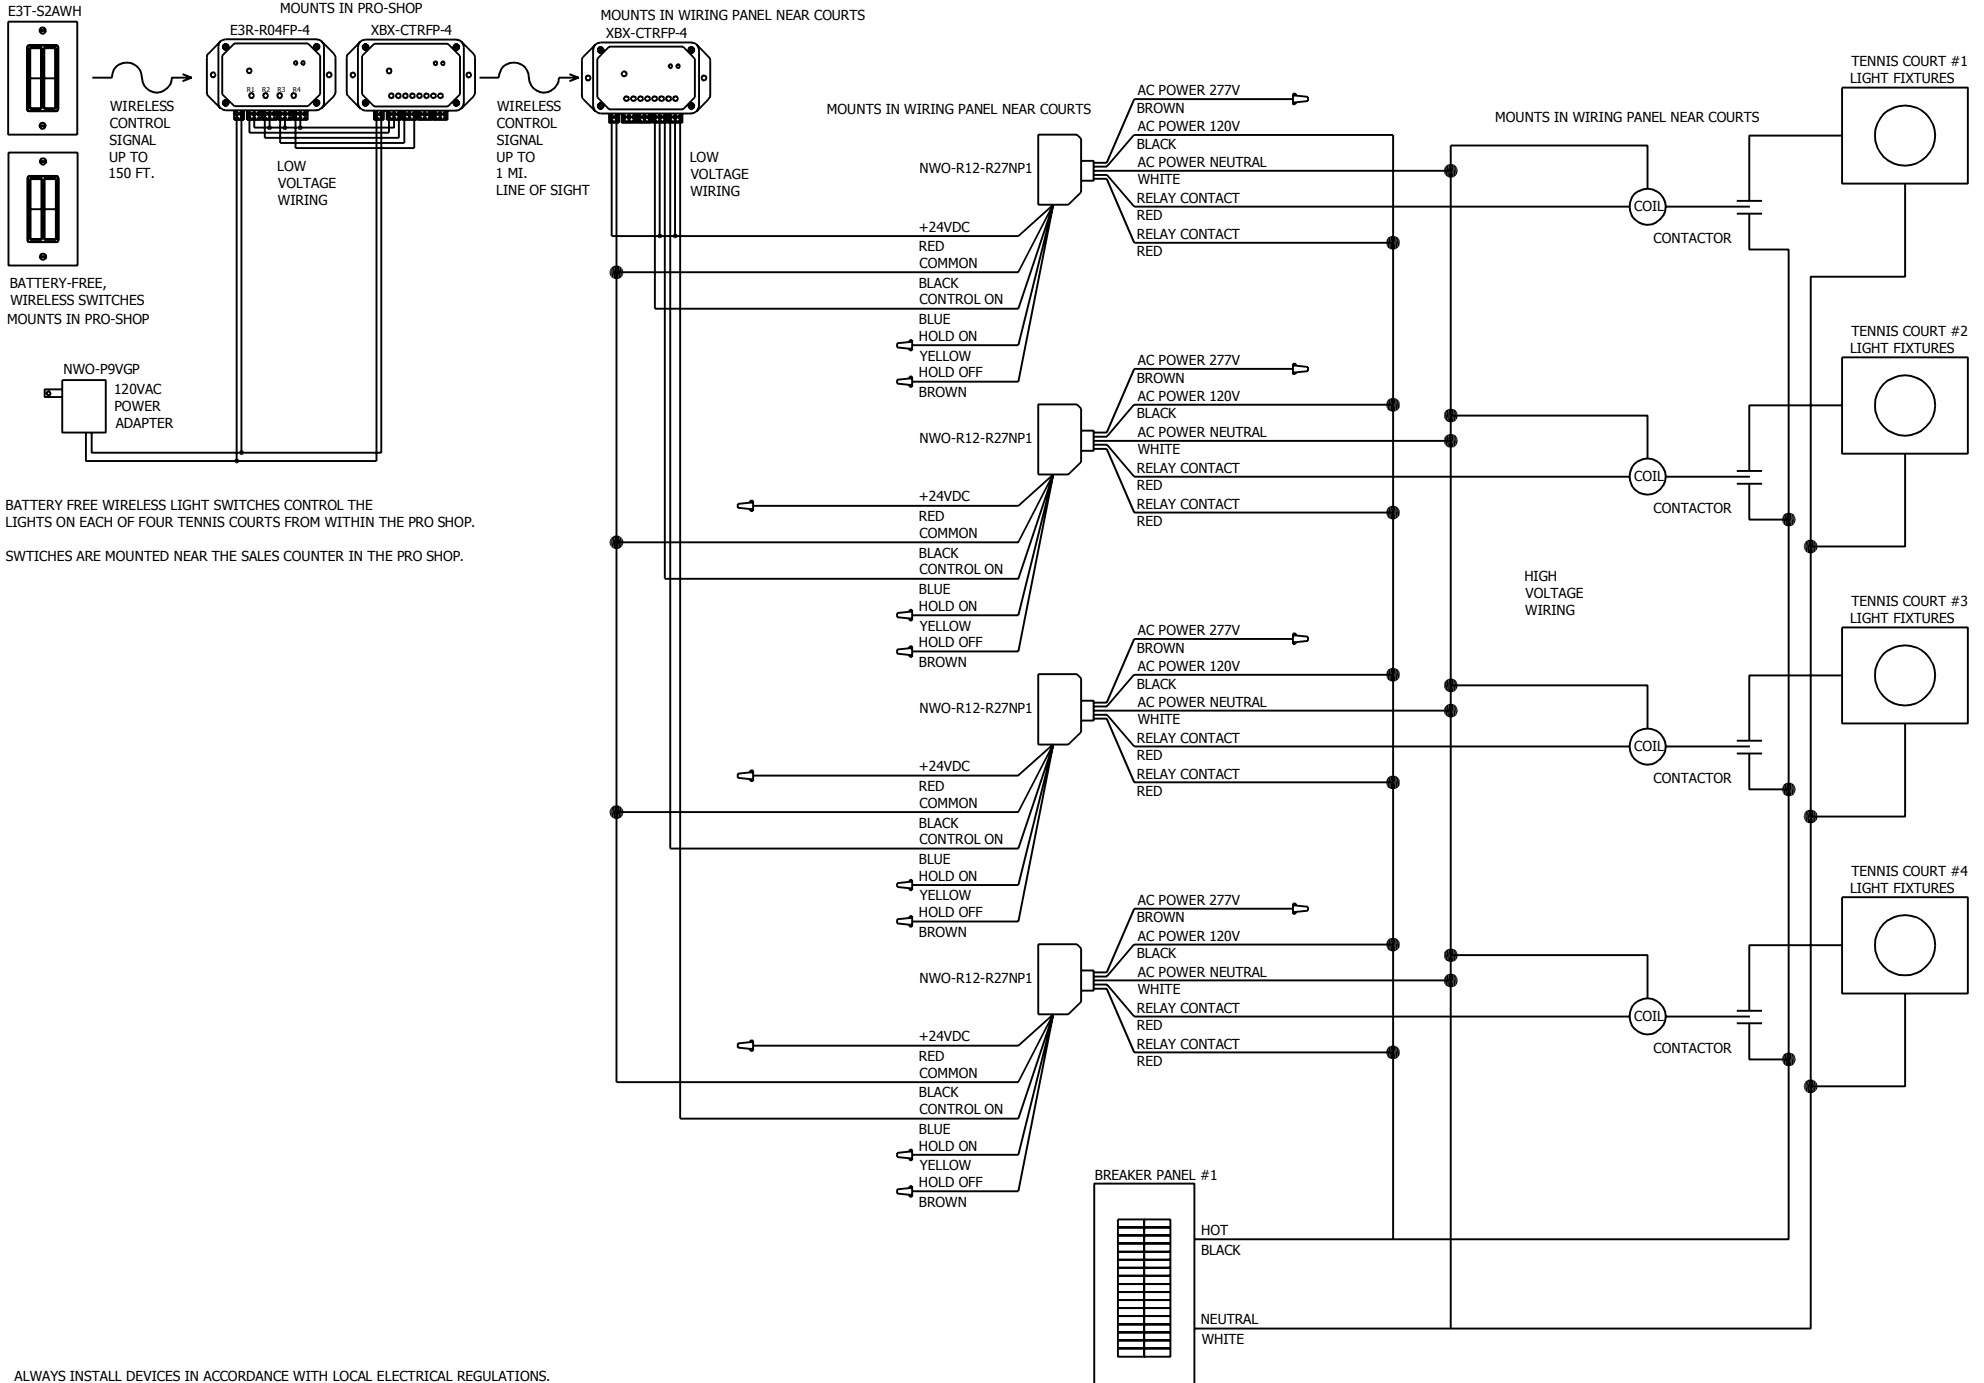 E3T-S2AWH
MOUNTS IN PRO-SHOP
E3R-R04FP-4
XBX-CTRFP-4
R1 R2 R3 R4
WIRELESS
CONTROL
SIGNAL
UP TO
150 FT.
LOW
VOLTAGE
WIRING
BATTERY-FREE,
WIRELESS SWITCHES
MOUNTS IN PRO-SHOP
NWO-P9VGP
120VAC
POWER
ADAPTER
BATTERY FREE WIRELESS LIGHT SWITCHES CONTROL THE
LIGHTS ON EACH OF FOUR TENNIS COURTS FROM WITHIN THE PRO SHOP.
SWTICHES ARE MOUNTED NEAR THE SALES COUNTER IN THE PRO SHOP.
MOUNTS IN WIRING PANEL NEAR COURTS
XBX-CTRFP-4
WIRELESS
CONTROL
SIGNAL
UP TO
1 MI.
LINE OF SIGHT
LOW
VOLTAGE
WIRING
MOUNTS IN WIRING PANEL NEAR COURTS
NWO-R12-R27NP1
AC POWER 277V
BROWN
AC POWER 120V
BLACK
AC POWER NEUTRAL
WHITE
RELAY CONTACT
RED
RELAY CONTACT
RED
+24VDC
RED
COMMON
BLACK
CONTROL ON
BLUE
HOLD ON
YELLOW
HOLD OFF
BROWN
MOUNTS IN WIRING PANEL NEAR COURTS
COIL
CONTACTOR
TENNIS COURT #1
LIGHT FIXTURES
NWO-R12-R27NP1
AC POWER 277V
BROWN
AC POWER 120V
BLACK
AC POWER NEUTRAL
WHITE
RELAY CONTACT
RED
RELAY CONTACT
RED
+24VDC
RED
COMMON
BLACK
CONTROL ON
BLUE
HOLD ON
YELLOW
HOLD OFF
BROWN
COIL
CONTACTOR
TENNIS COURT #2
LIGHT FIXTURES
HIGH
VOLTAGE
WIRING
NWO-R12-R27NP1
AC POWER 277V
BROWN
AC POWER 120V
BLACK
AC POWER NEUTRAL
WHITE
RELAY CONTACT
RED
RELAY CONTACT
RED
+24VDC
RED
COMMON
BLACK
CONTROL ON
BLUE
HOLD ON
YELLOW
HOLD OFF
BROWN
COIL
CONTACTOR
TENNIS COURT #3
LIGHT FIXTURES
NWO-R12-R27NP1
AC POWER 277V
BROWN
AC POWER 120V
BLACK
AC POWER NEUTRAL
WHITE
RELAY CONTACT
RED
RELAY CONTACT
RED
+24VDC
RED
COMMON
BLACK
CONTROL ON
BLUE
HOLD ON
YELLOW
HOLD OFF
BROWN
COIL
CONTACTOR
TENNIS COURT #4
LIGHT FIXTURES
BREAKER PANEL #1
HOT
BLACK
NEUTRAL
WHITE
ALWAYS INSTALL DEVICES IN ACCORDANCE WITH LOCAL ELECTRICAL REGULATIONS.